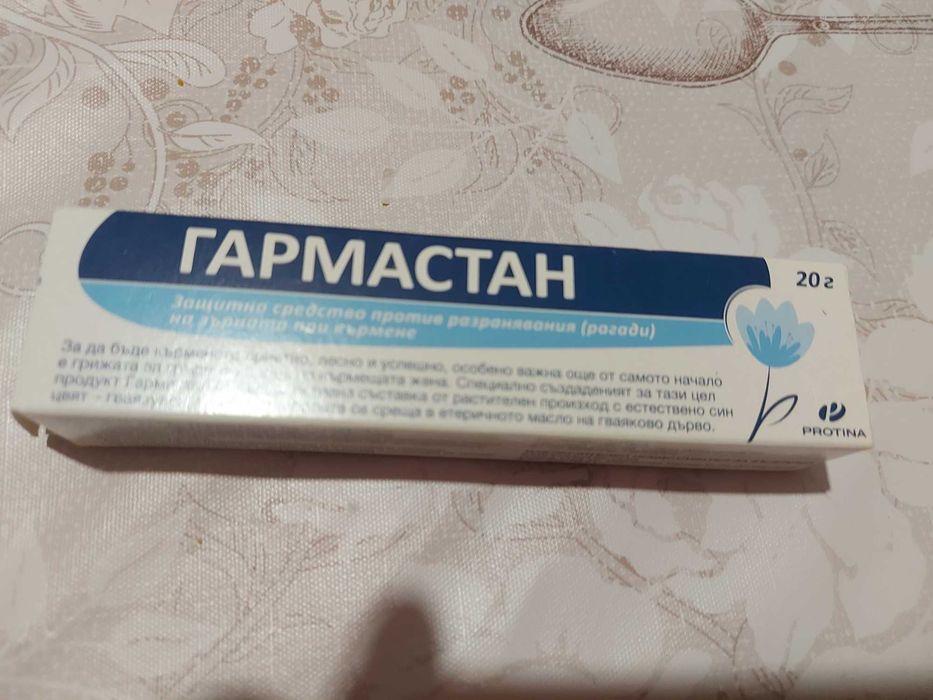 ГАРМАСТАН
20 г
Защитно средство против разранявания (рагади)
на зърната при кърмене
За да бъде кърменето лесно и успешно, особено важна още от самото начало
е грижата за кърмещата жена. Специално създаденият за тази цел
продукт съставка от растителен произход с естествено син
цвят - се среща в етеричното масло на гваяково дърво.
PROTINA